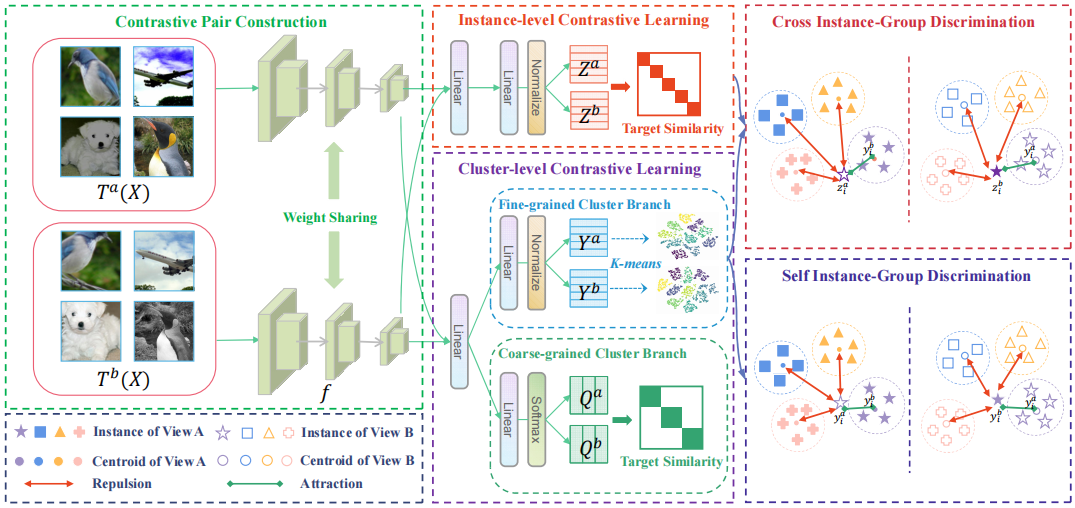 Contrastive Pair Construction
T^a(X)
T^b(X)
Weight Sharing
f
Instance of View A
Instance of View B
Centroid of View A
Centroid of View B
Repulsion
Attraction
Instance-level Contrastive Learning
Linear
Linear
Normalize
Z^a
Z^b
Target Similarity
Cluster-level Contrastive Learning
Linear
Fine-grained Cluster Branch
Linear
Normalize
Y^a
Y^b
K-means
Coarse-grained Cluster Branch
Linear
Softmax
Q^a
Q^b
Target Similarity
Cross Instance-Group Discrimination
y_i^b
z_i^a
y_i^a
z_i^b
Self Instance-Group Discrimination
y_i^a
y_i^b
y_i^b
y_i^a